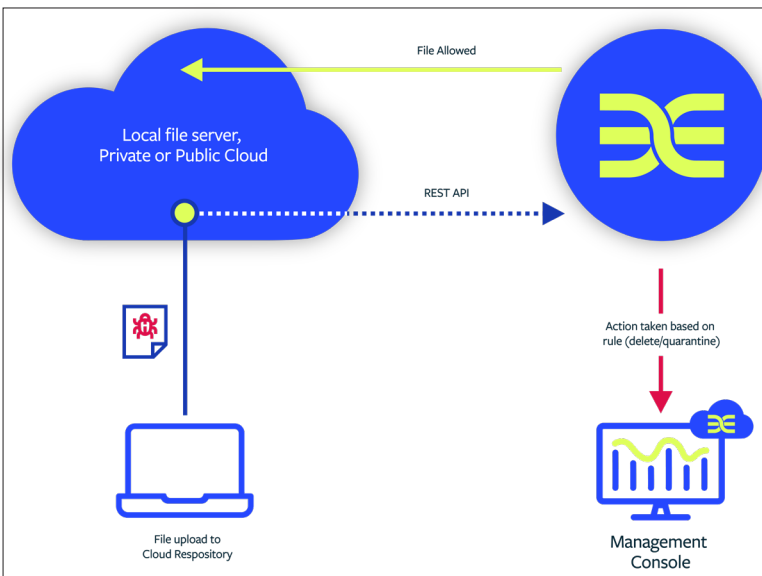 File Allowed
Local file server,
Private or Public Cloud
REST API
Action taken based on
rule (delete/quarantine)
File upload to
Cloud Respository
Management
Console